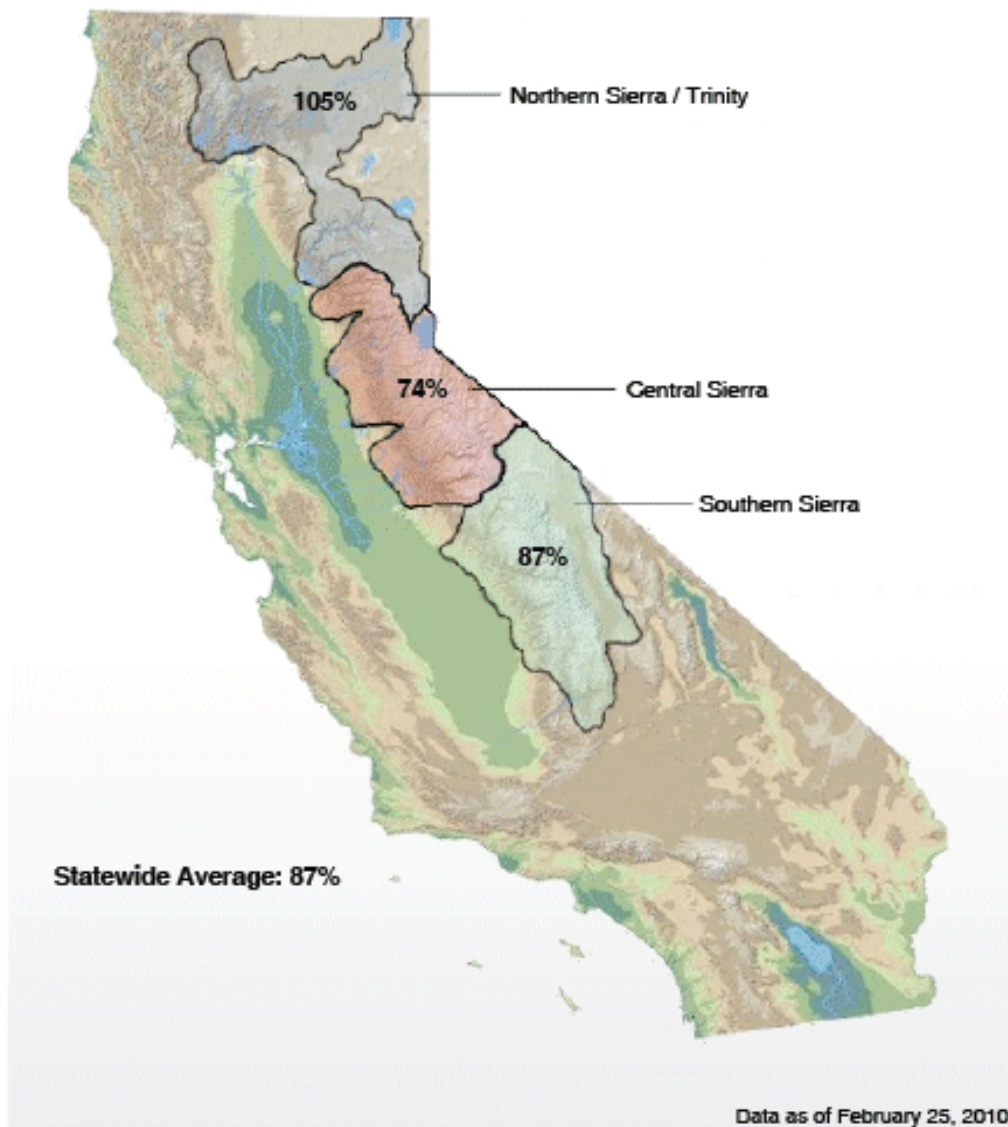 105%
Northern Sierra / Trinity
74%
Central Sierra
Southern Sierra
87%
Statewide Average: 87%
Data as of February 25, 2010